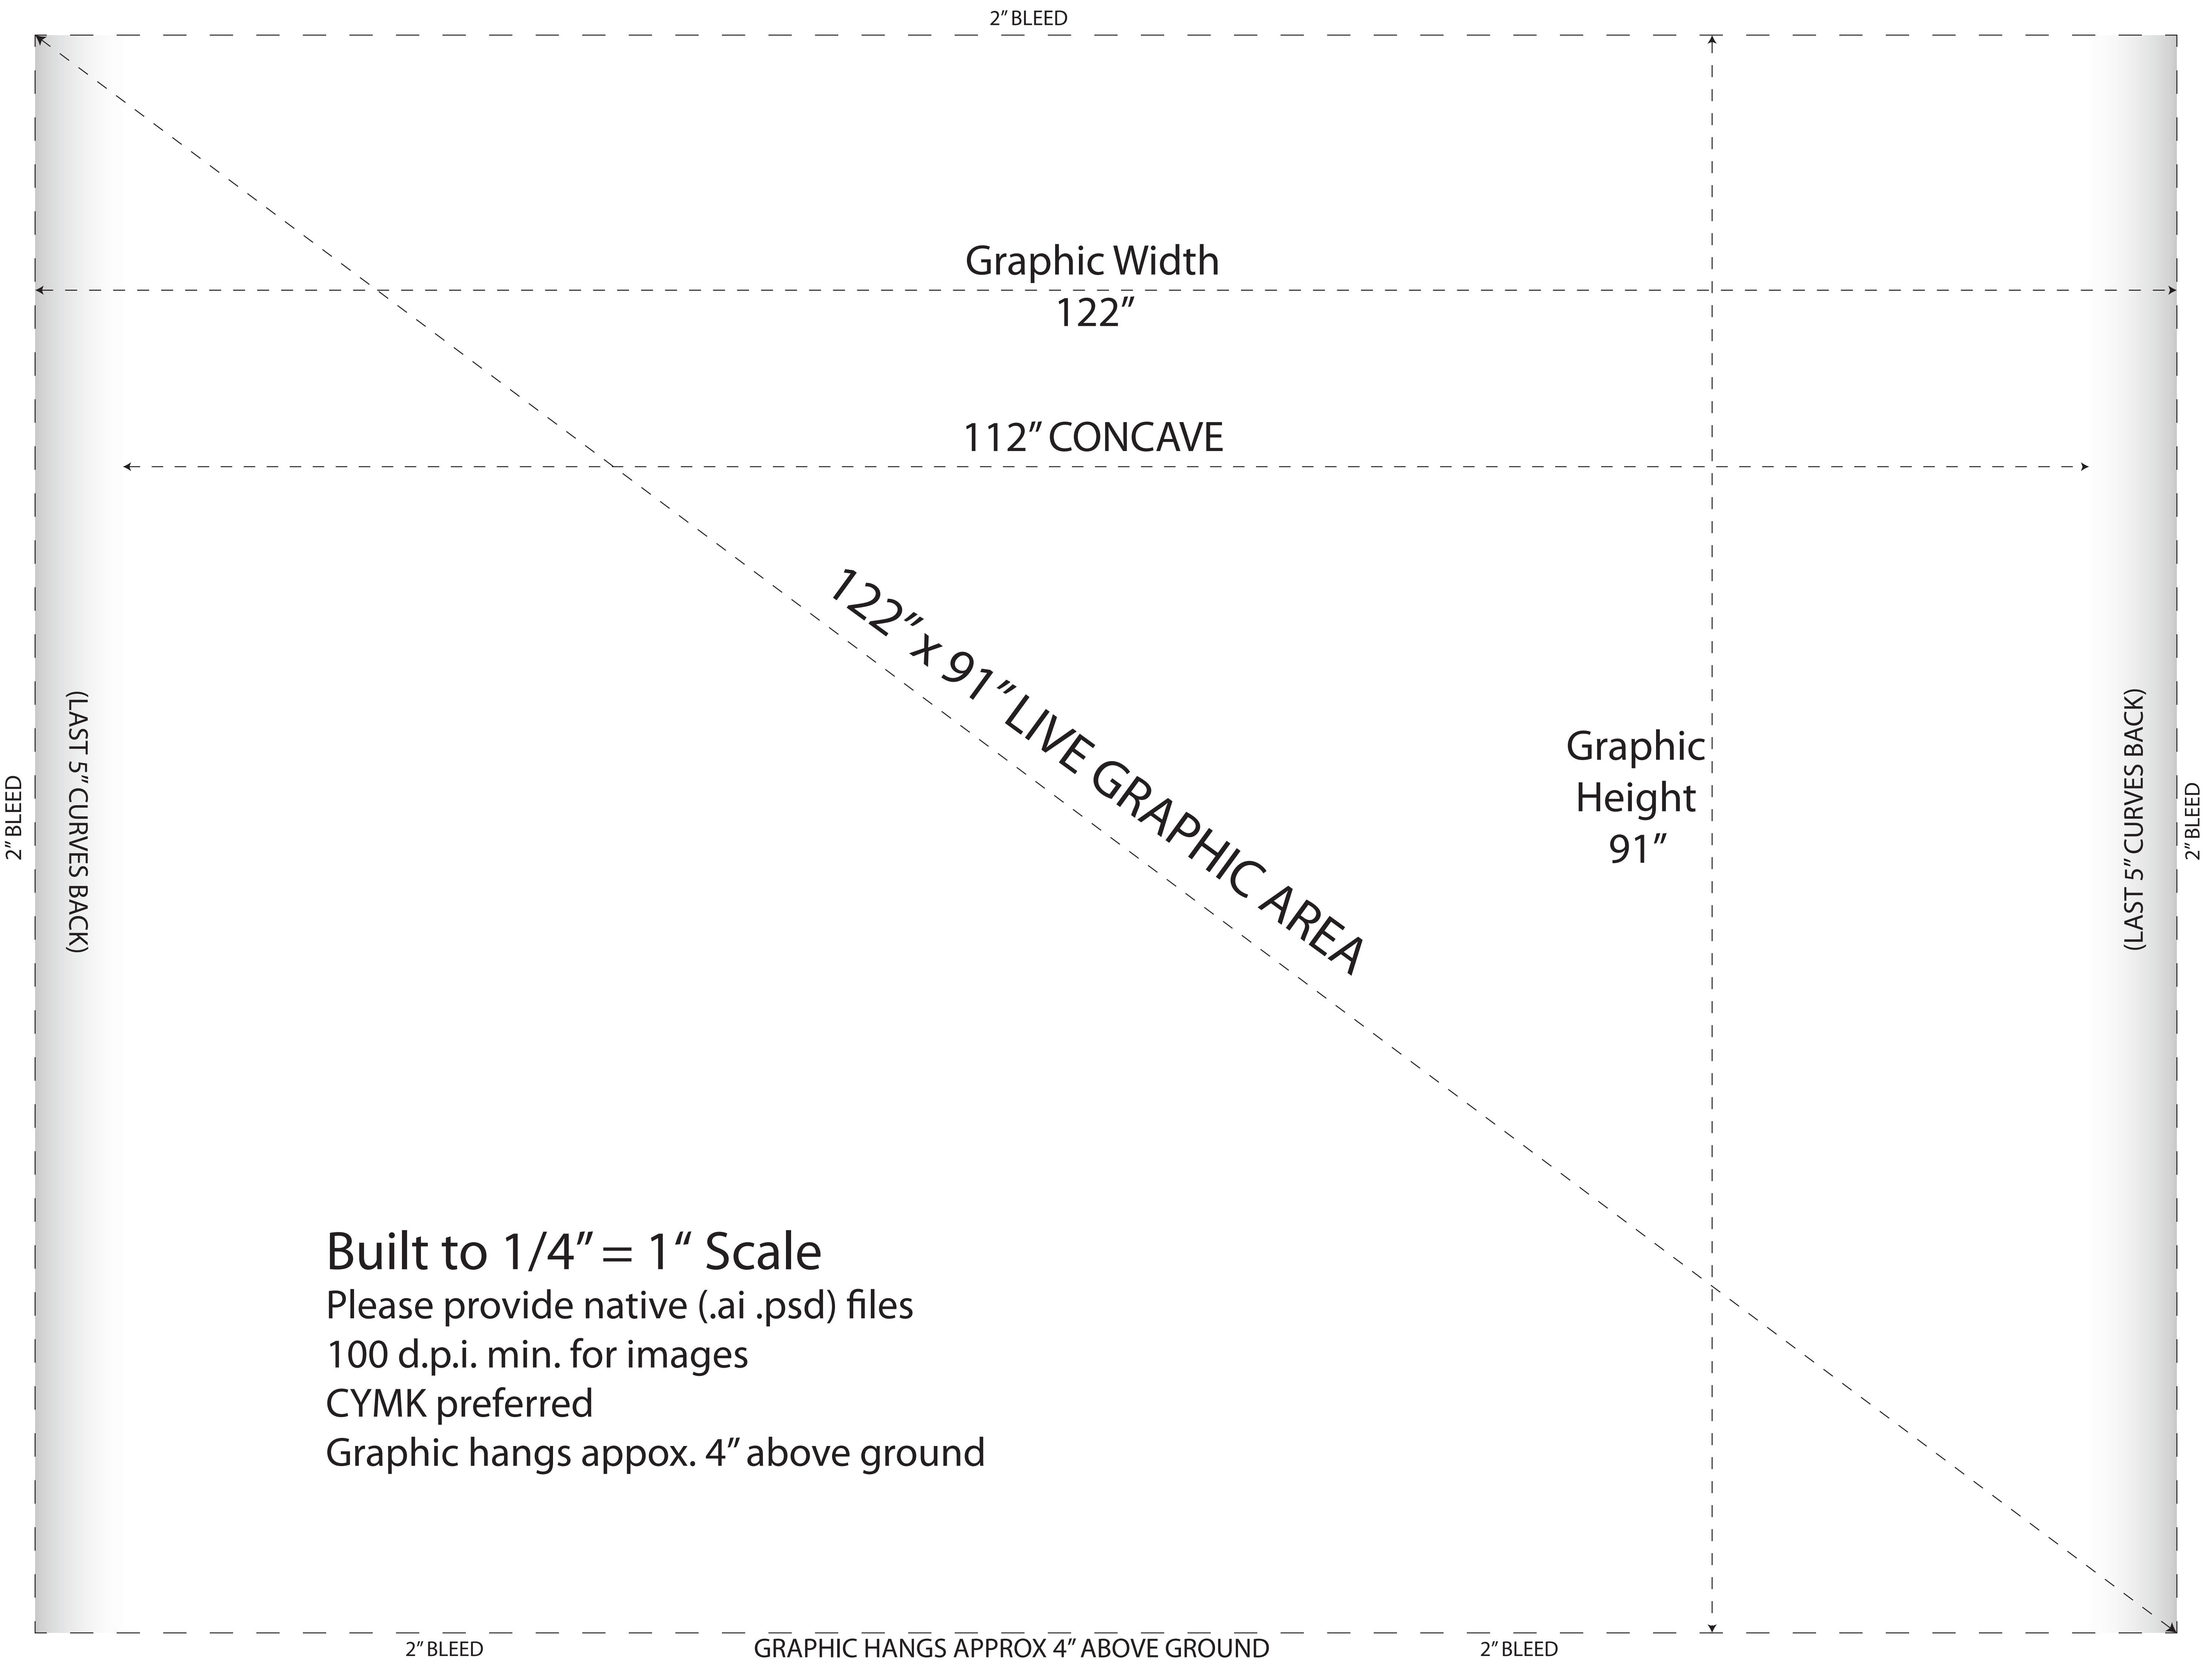 2” BLEED
Graphic Width
122”
112” CONCAVE
122” x 91” LIVE GRAPHIC AREA
Graphic
Height
91”
2” BLEED
(LAST 5” CURVES BACK)
(LAST 5” CURVES BACK)
2” BLEED
Built to 1/4” = 1“ Scale
Please provide native (.ai .psd) files
100 d.p.i. min. for images
CYMK preferred
Graphic hangs appox. 4” above ground
2” BLEED
GRAPHIC HANGS APPROX 4” ABOVE GROUND
2” BLEED